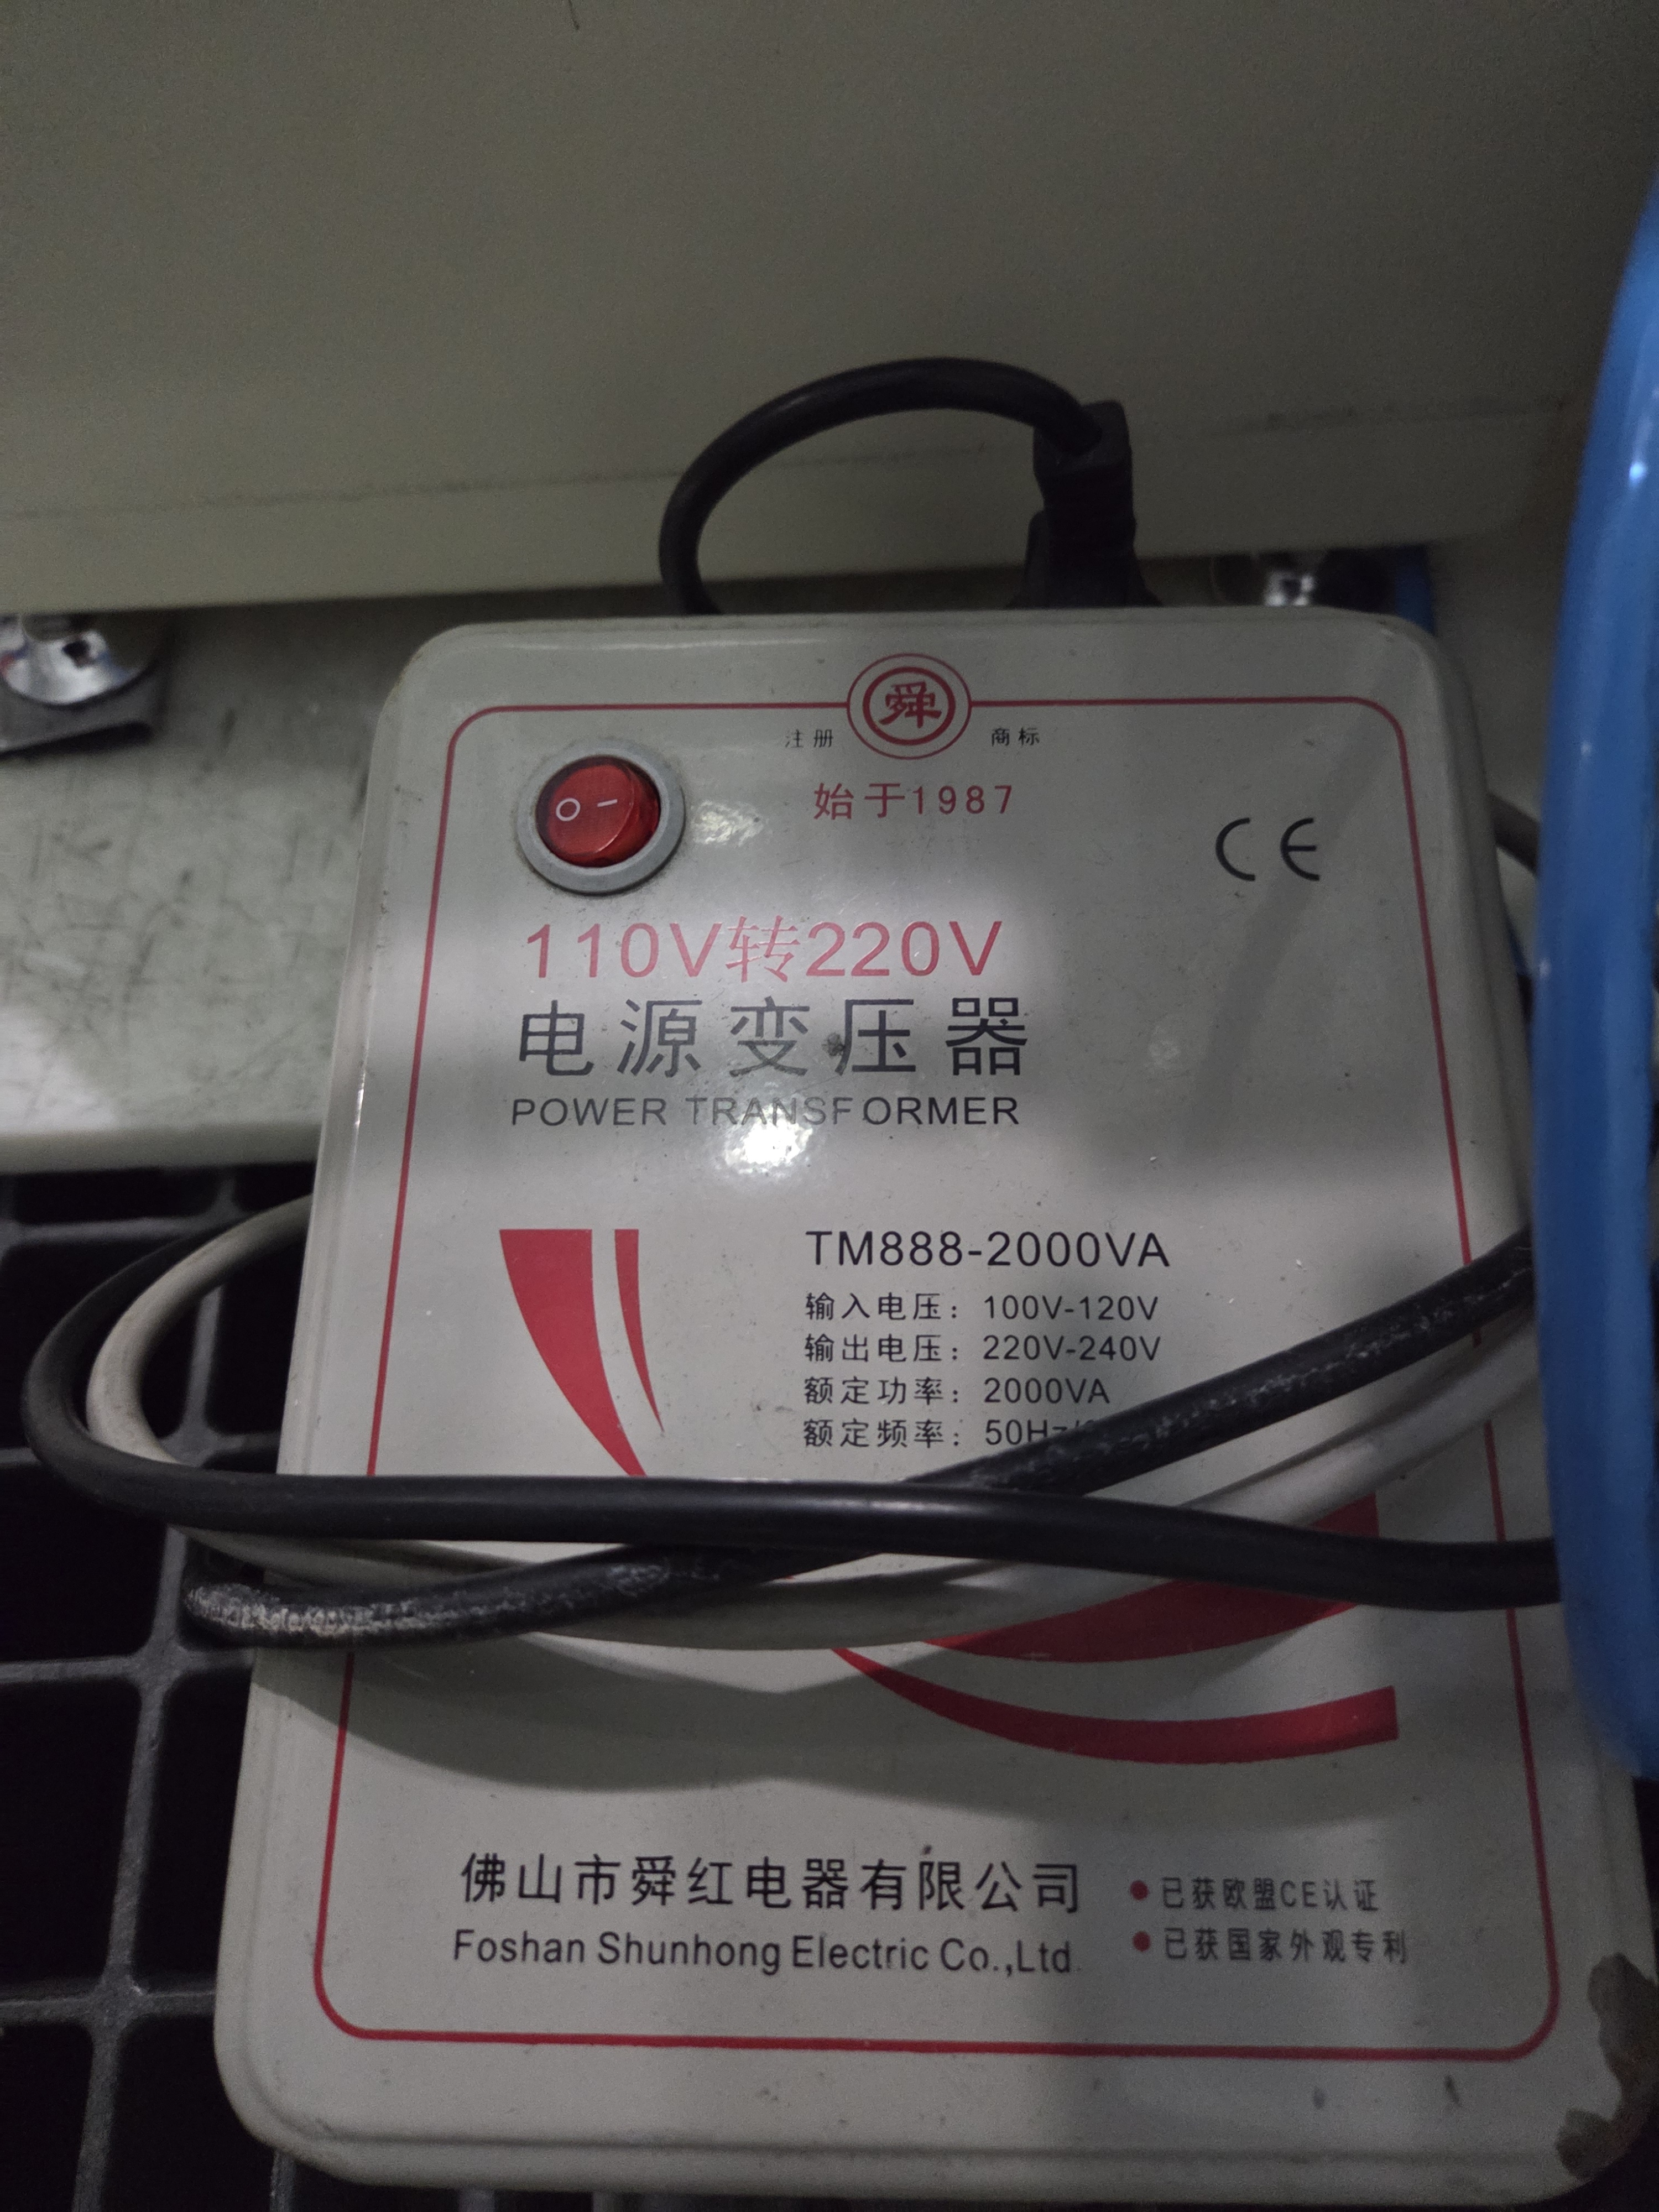 舜
注册 商标
始于1987
CE
110V转220V
电源变压器
POWER TRANSFORMER
TM888-2000VA
输入电压：100V-120V
输出电压：220V-240V
额定功率：2000VA
额定频率：50Hz/
佛山市舜红电器有限公司
Foshan Shunhong Electric Co.,Ltd.
●已获欧盟CE认证
●已获国家外观专利